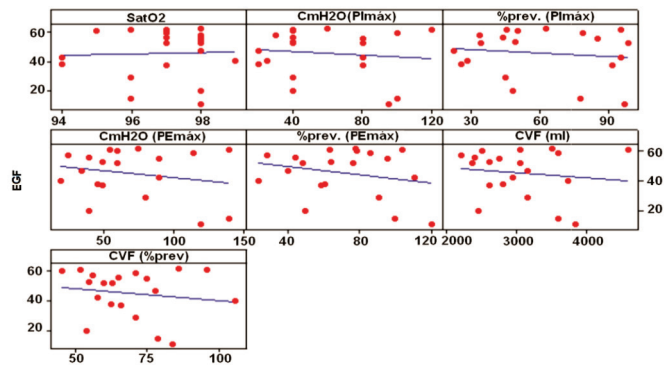 SatO2 CmH2O(PImáx) %prev. (PImáx)
60
40
20
94 96 98 40 80 120 30 60 90
CmH2O (PEmàx) %prev. (PEmàx) CVF (ml)
60
40
20
50 100 150 40 80 120 2000 3000 4000
EGF
CVF (%prev)
60
40
20
50 75 100